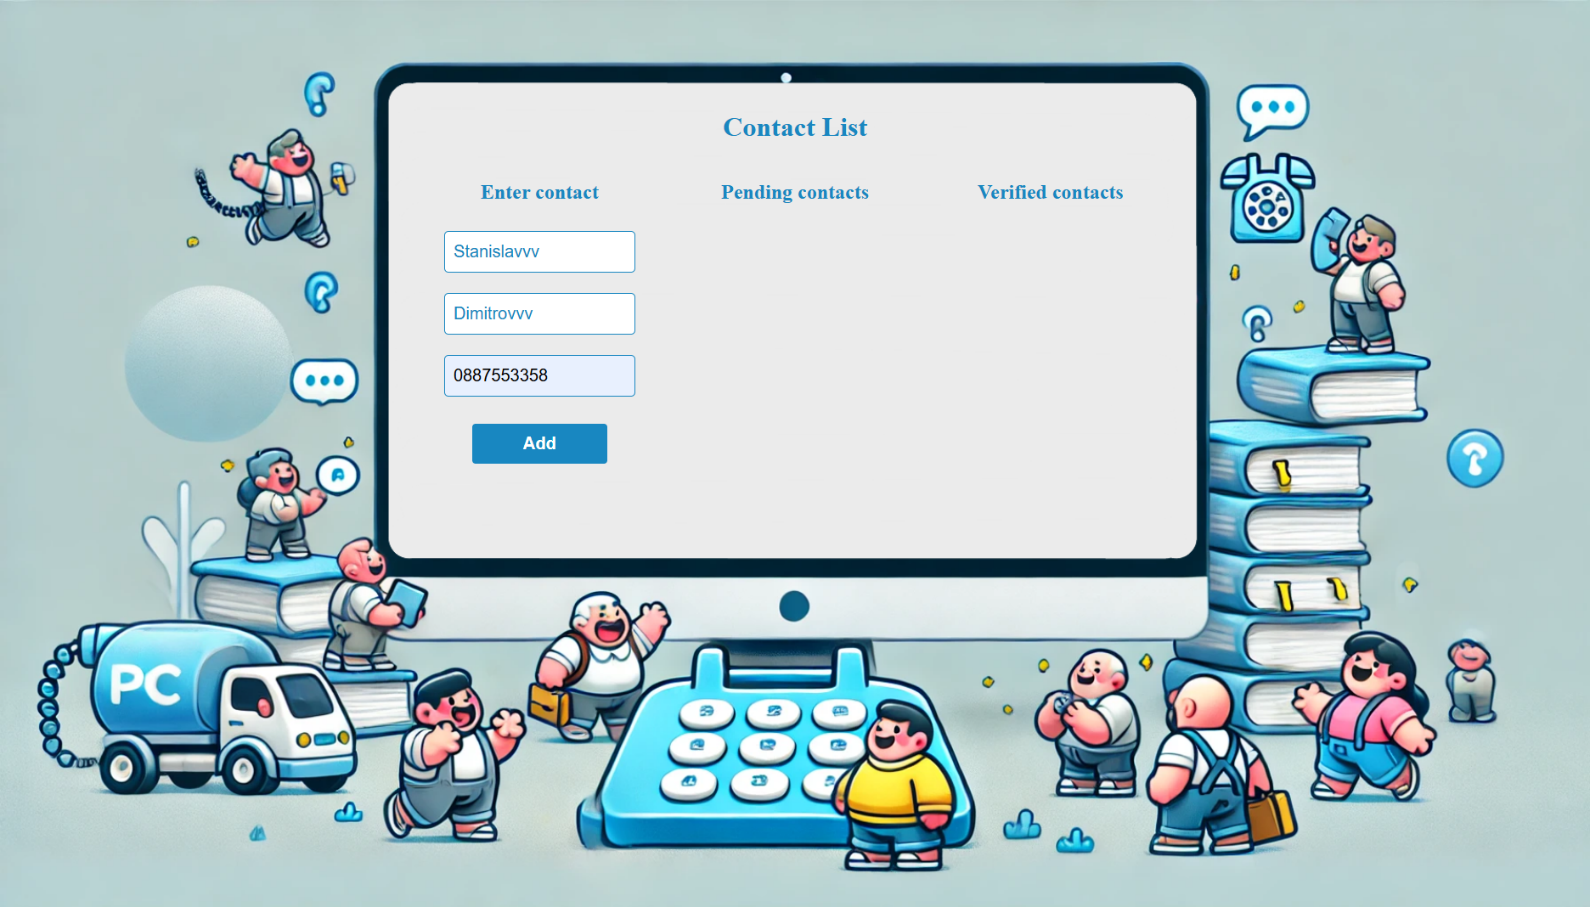 Contact List
Enter contact
Pending contacts
Verified contacts
Stanislavvv
Dimitrovvv
0887553358
Add
PC